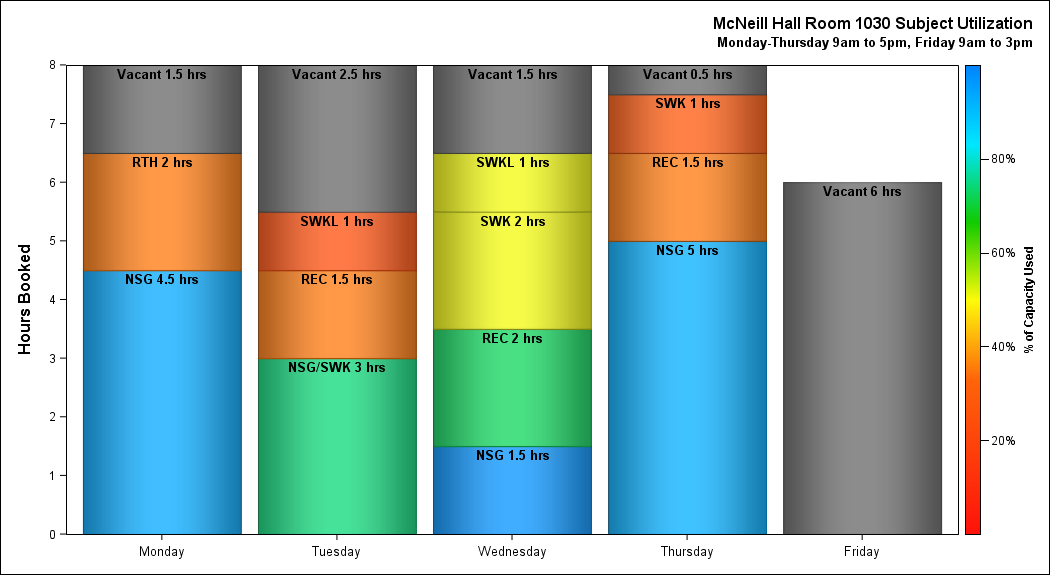 McNeill Hall Room 1030 Subject Utilization
Monday-Thursday 9am to 5pm, Friday 9am to 3pm
Hours Booked
8
7
6
5
4
3
2
1
0
Vacant 1.5 hrs
RTH 2 hrs
NSG 4.5 hrs
Monday
Vacant 2.5 hrs
SWKL 1 hrs
REC 1.5 hrs
NSG/SWK 3 hrs
Tuesday
Vacant 1.5 hrs
SWKL 1 hrs
SWK 2 hrs
REC 2 hrs
NSG 1.5 hrs
Wednesday
Vacant 0.5 hrs
SWK 1 hrs
REC 1.5 hrs
NSG 5 hrs
Thursday
Vacant 6 hrs
Friday
80%
60%
40%
20%
% of Capacity Used